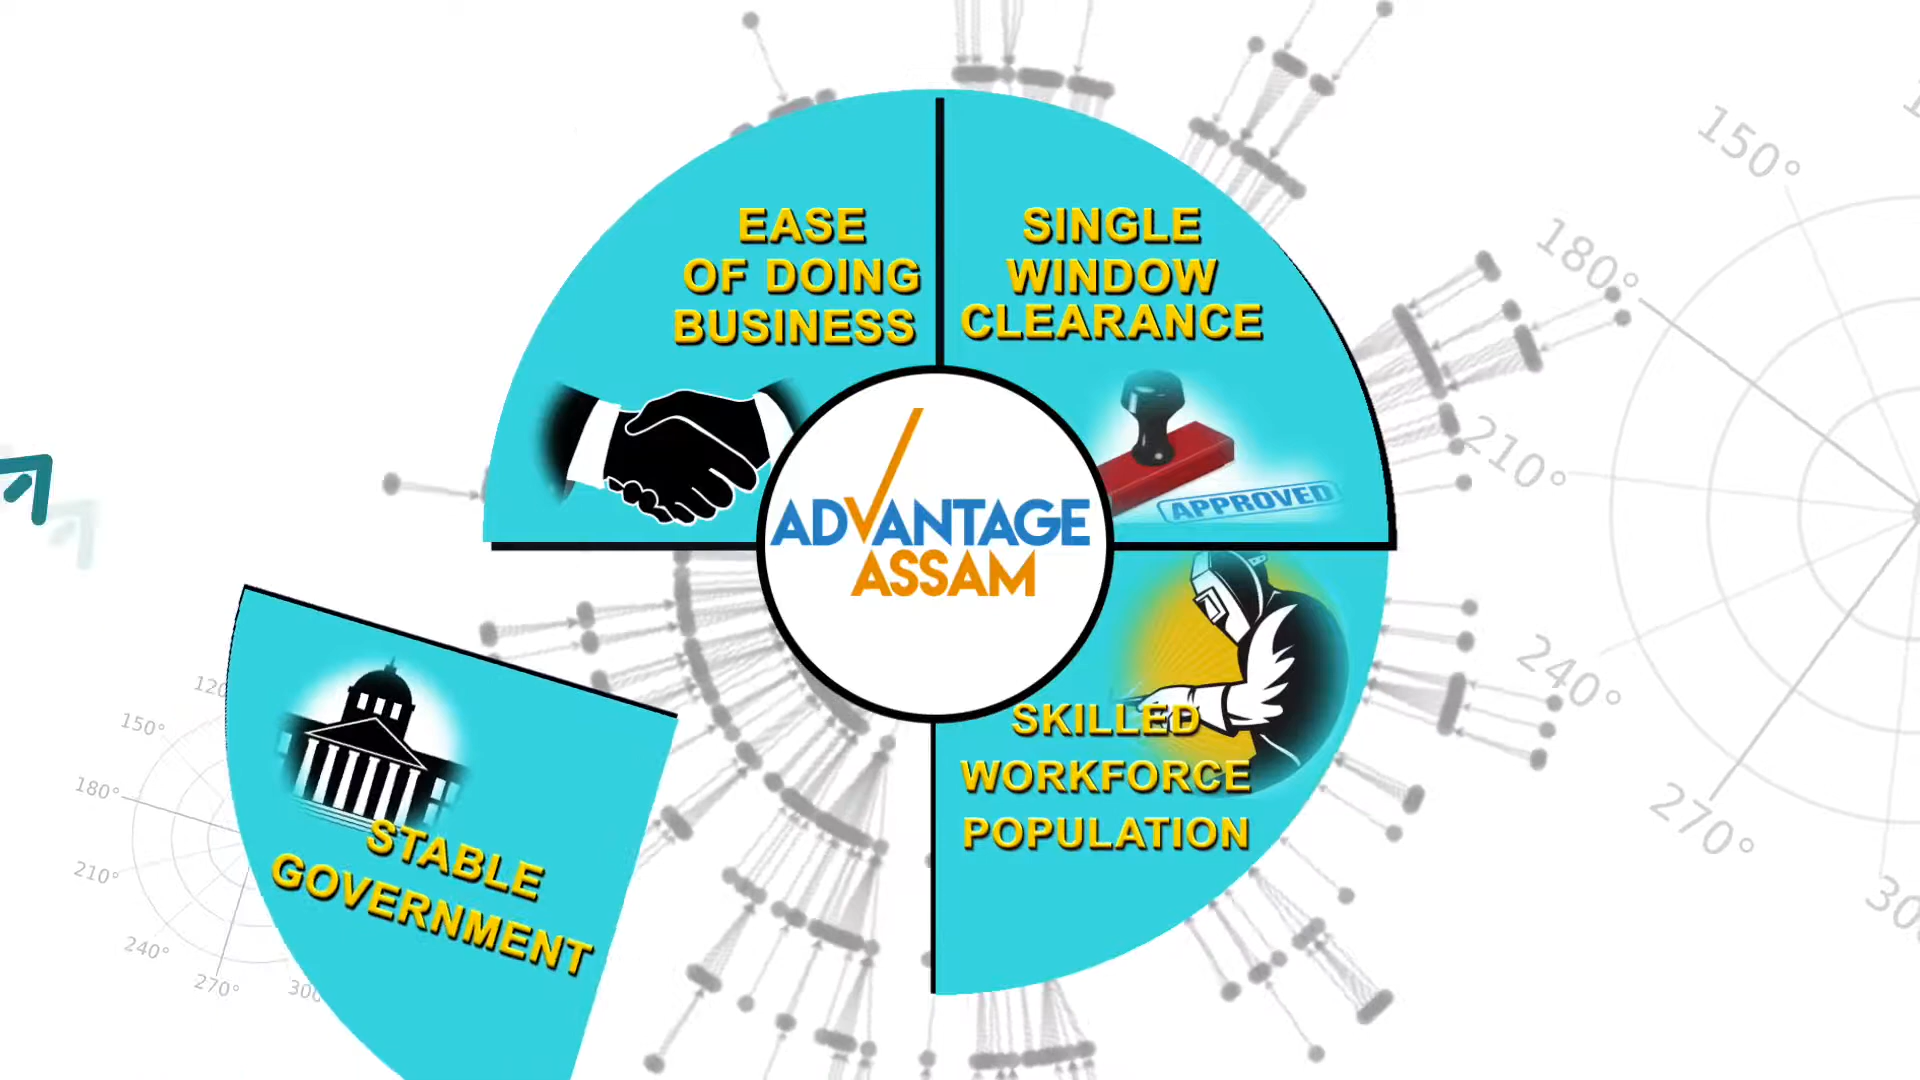 EASE
OF DOING
BUSINESS
SINGLE
WINDOW
CLEARANCE
APPROVED
ADVANTAGE
ASSAM
SKILLED
WORKFORCE
POPULATION
STABLE
GOVERNMENT
150°
180°
210°
240°
270°
150°
180°
210°
240°
270°